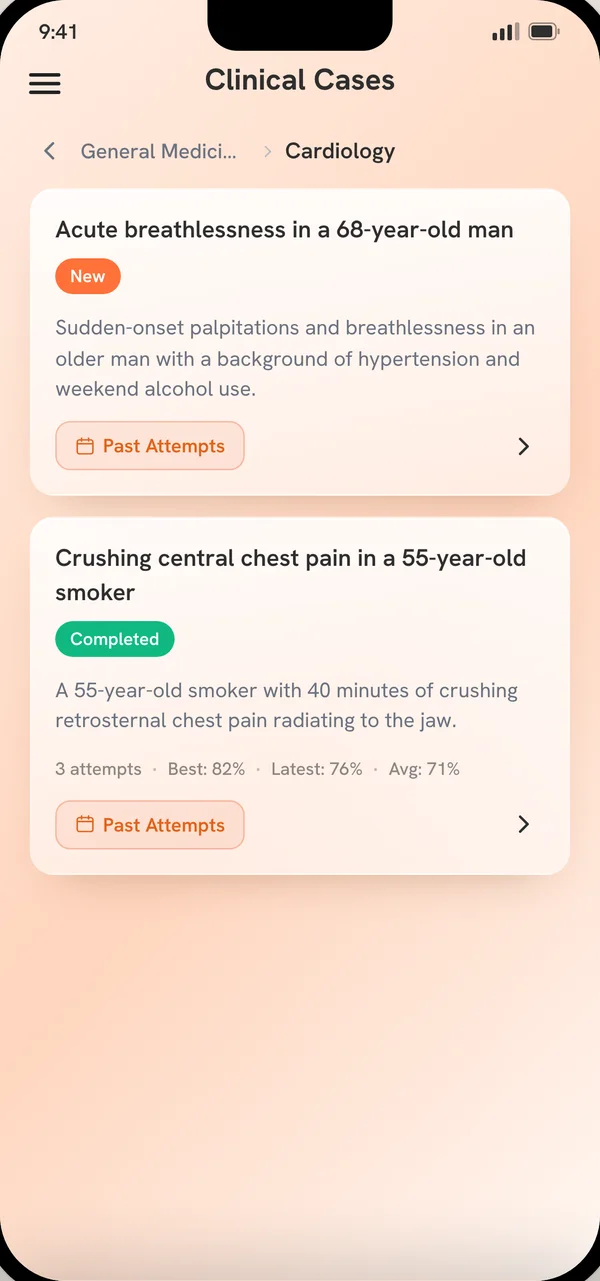 9:41
Clinical Cases
General Medici...
Cardiology
Acute breathlessness in a 68-year-old man
New
Sudden-onset palpitations and breathlessness in an
older man with a background of hypertension and
weekend alcohol use.
Past Attempts
Crushing central chest pain in a 55-year-old
smoker
Completed
A 55-year-old smoker with 40 minutes of crushing
retrosternal chest pain radiating to the jaw.
3 attempts · Best: 82% · Latest: 76% · Avg: 71%
Past Attempts